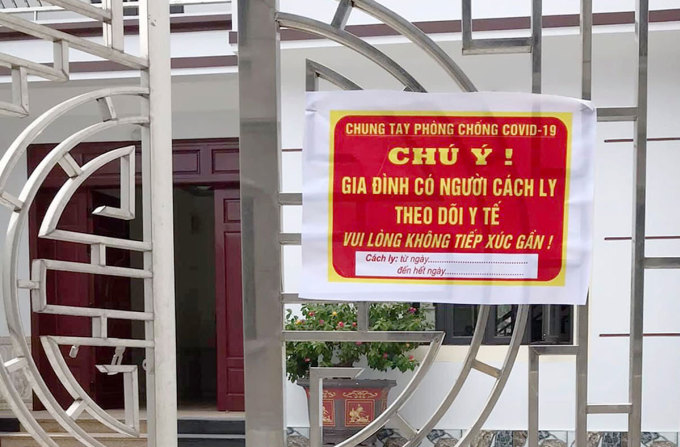 CHUNG TAY PHÒNG CHỐNG COVID-19
CHÚ Ý !
GIA ĐÌNH CÓ NGƯỜI CÁCH LY
THEO DÕI Y TẾ
VUI LÒNG KHÔNG TIẾP XÚC GẦN !
Cách ly: từ ngày.................................
đến hết ngày...........................